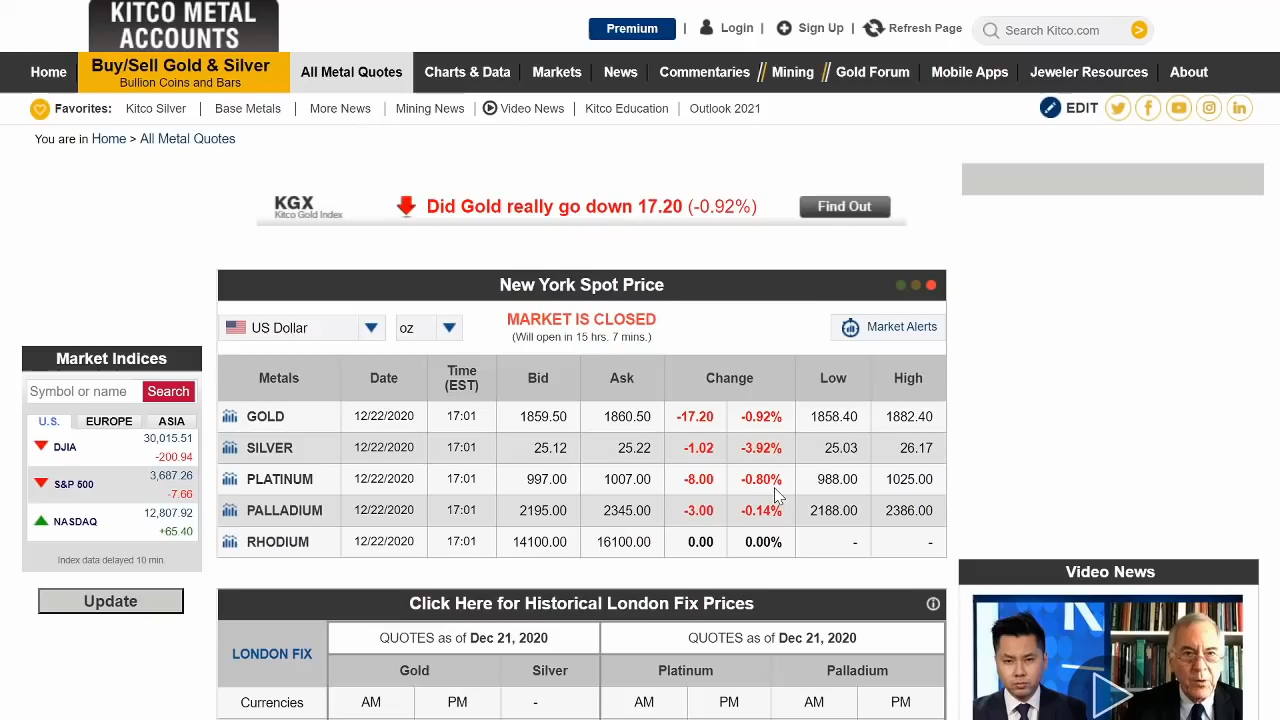 KITCO METAL
ACCOUNTS
Premium | Login | Sign Up | Refresh Page Search Kitco.com >
Home Buy/Sell Gold & Silver All Metal Quotes Charts & Data Markets News Commentaries // Mining // Gold Forum Mobile Apps Jeweler Resources About
Bullion Coins and Bars
Favorites: Kitco Silver | Base Metals | More News | Mining News | Video News | Kitco Education | Outlook 2021 EDIT
You are in Home > All Metal Quotes
KGX
Kitco Gold Index
Did Gold really go down 17.20 (-0.92%) Find Out
New York Spot Price
US Dollar oz MARKET IS CLOSED Market Alerts
(Will open in 15 hrs. 7 mins.)
Metals Date Time (EST) Bid Ask Change Low High
GOLD 12/22/2020 17:01 1859.50 1860.50 -17.20 -0.92% 1858.40 1882.40
SILVER 12/22/2020 17:01 25.12 25.22 -1.02 -3.92% 25.03 26.17
PLATINUM 12/22/2020 17:01 997.00 1007.00 -8.00 -0.80% 988.00 1025.00
PALLADIUM 12/22/2020 17:01 2195.00 2345.00 -3.00 -0.14% 2188.00 2386.00
RHODIUM 12/22/2020 17:01 14100.00 16100.00 0.00 0.00% - -
Market Indices
Symbol or name Search
U.S. EUROPE ASIA
DJIA 30,015.51
-200.94
S&P 500 3,687.26
-7.66
NASDAQ 12,807.92
+65.40
Index data delayed 10 min.
Update
Click Here for Historical London Fix Prices
LONDON FIX QUOTES as of Dec 21, 2020 QUOTES as of Dec 21, 2020
Gold Silver Platinum Palladium
Currencies AM PM - AM PM AM PM
Video News